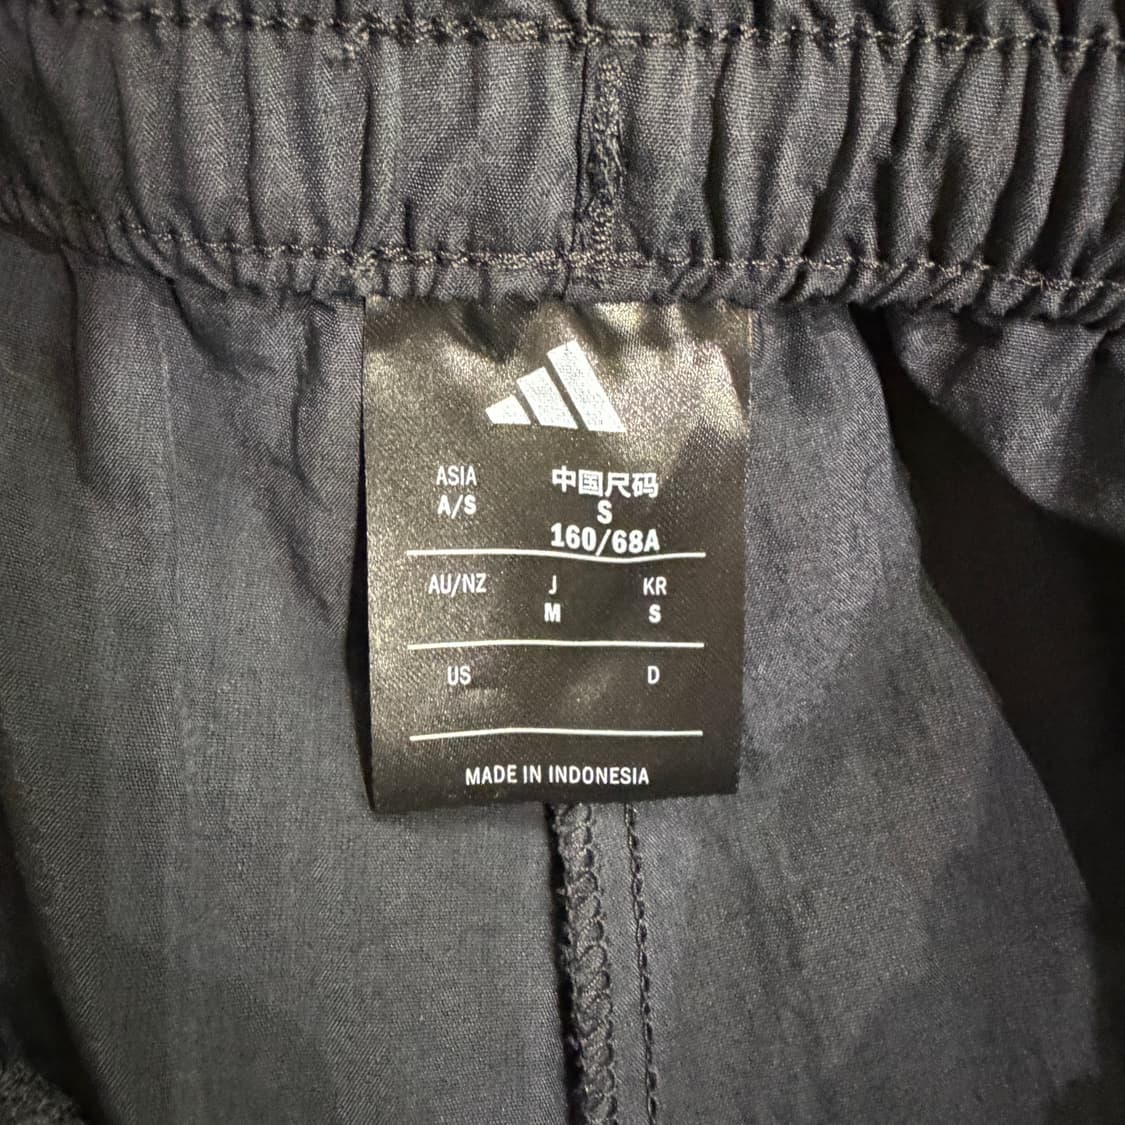 ASIA 中国尺码
A/S S
160/68A
AU/NZ J KR
M S
US D
MADE IN INDONESIA